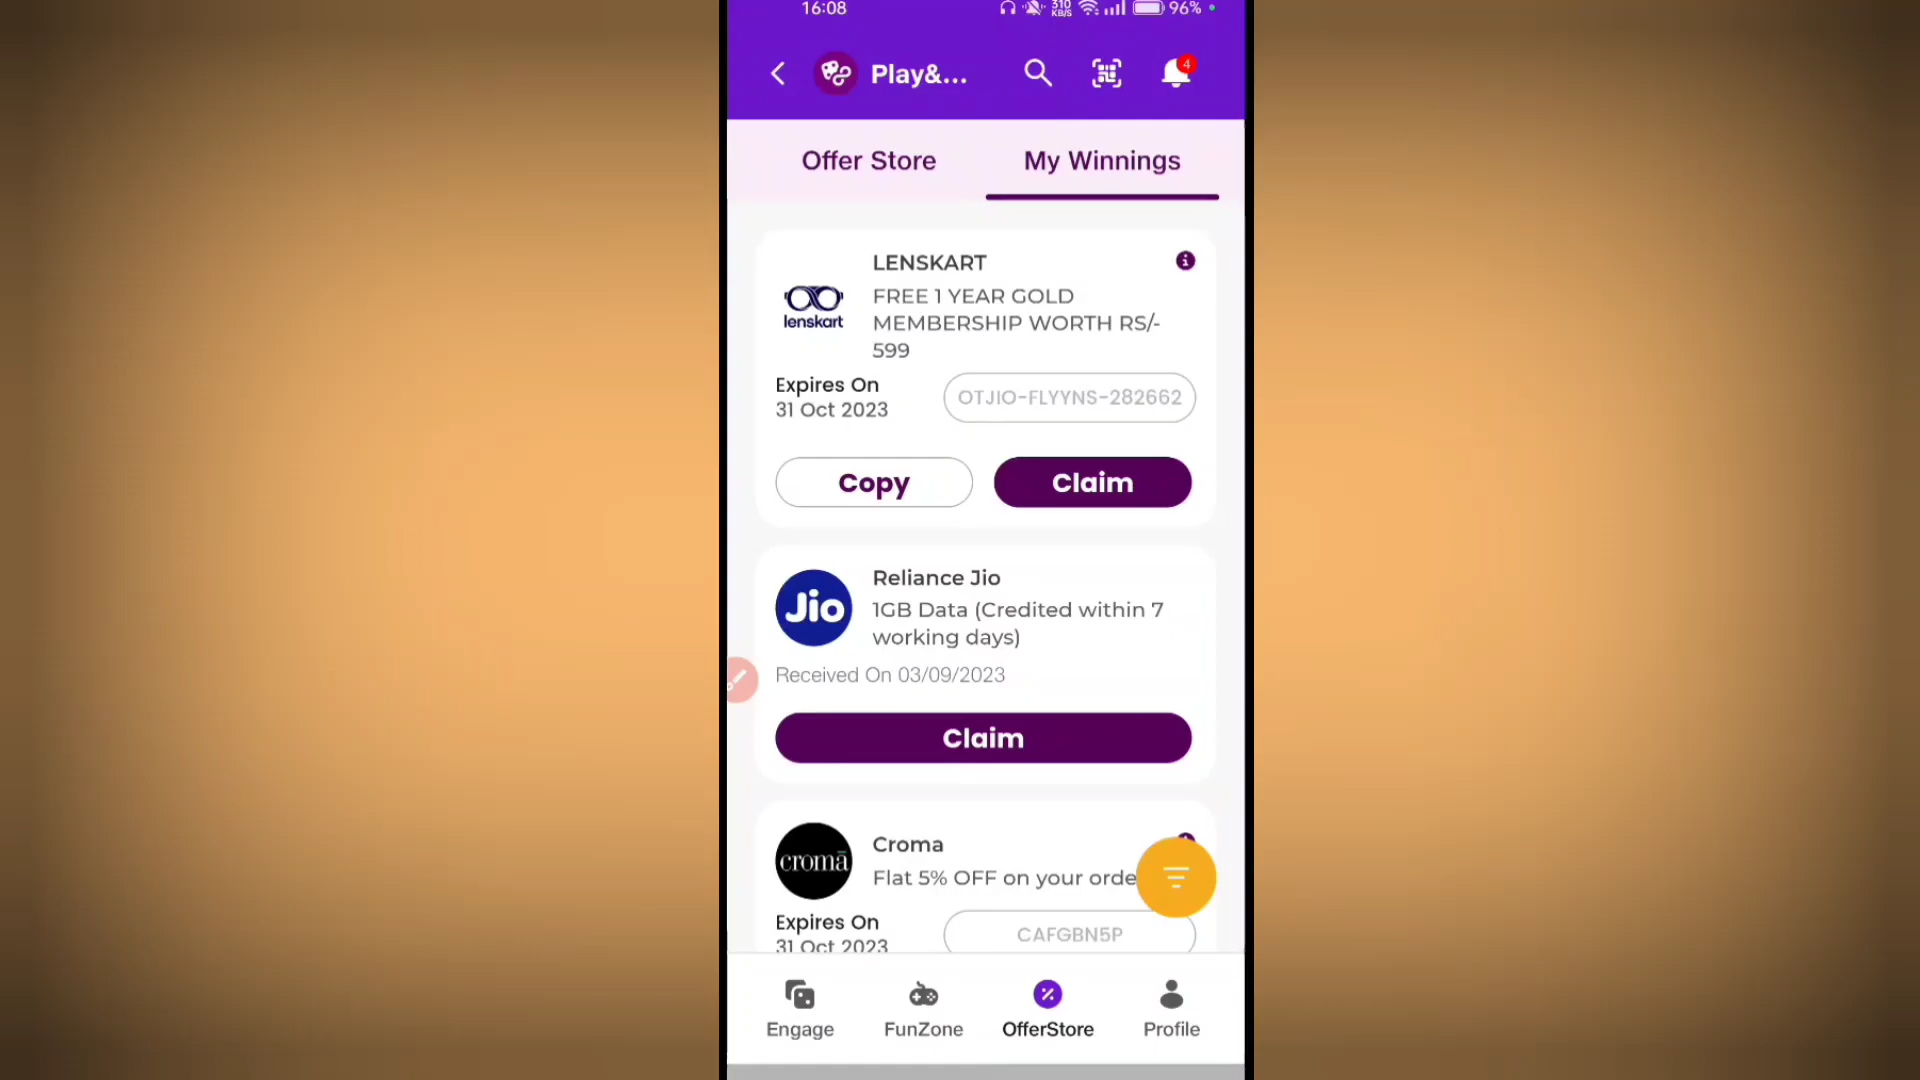 16:08
310
KB/S
96%
Play&...
4
Offer Store
My Winnings
LENSKART
FREE 1 YEAR GOLD
MEMBERSHIP WORTH RS/-
599
lenskart
Expires On
31 Oct 2023
OTJIO-FLYYNS-282662
Copy
Claim
Reliance Jio
Jio
1GB Data (Credited within 7
working days)
Received On 03/09/2023
Claim
Croma
cromā
Flat 5% OFF on your orde
Expires On
31 Oct 2023
CAFGBN5P
Engage
FunZone
OfferStore
Profile